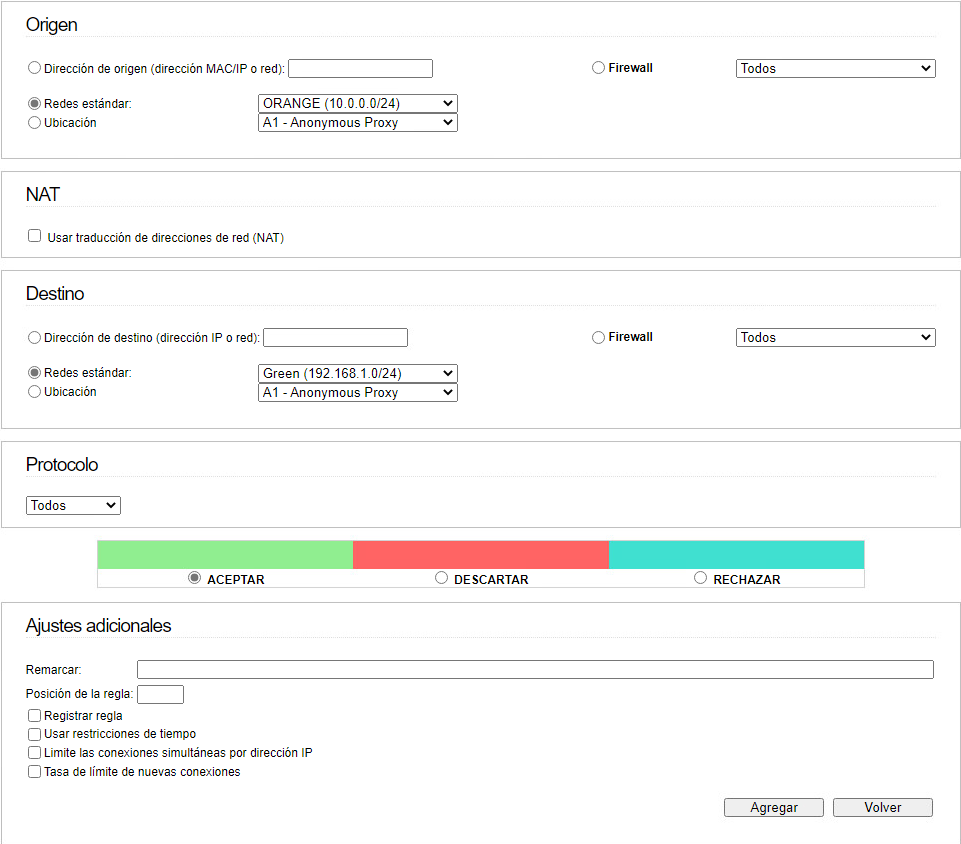 Origen
Dirección de origen (dirección MAC/IP o red): Firewall Todos
Redes estándar: ORANGE (10.0.0.0/24)
Ubicación A1 - Anonymous Proxy
NAT
Usar traducción de direcciones de red (NAT)
Destino
Dirección de destino (dirección IP o red): Firewall Todos
Redes estándar: Green (192.168.1.0/24)
Ubicación A1 - Anonymous Proxy
Protocolo
Todos
ACEPTAR DESCARTAR RECHAZAR
Ajustes adicionales
Remarcar:
Posición de la regla:
Registrar regla
Usar restricciones de tiempo
Limite las conexiones simultáneas por dirección IP
Tasa de límite de nuevas conexiones
Agregar Volver